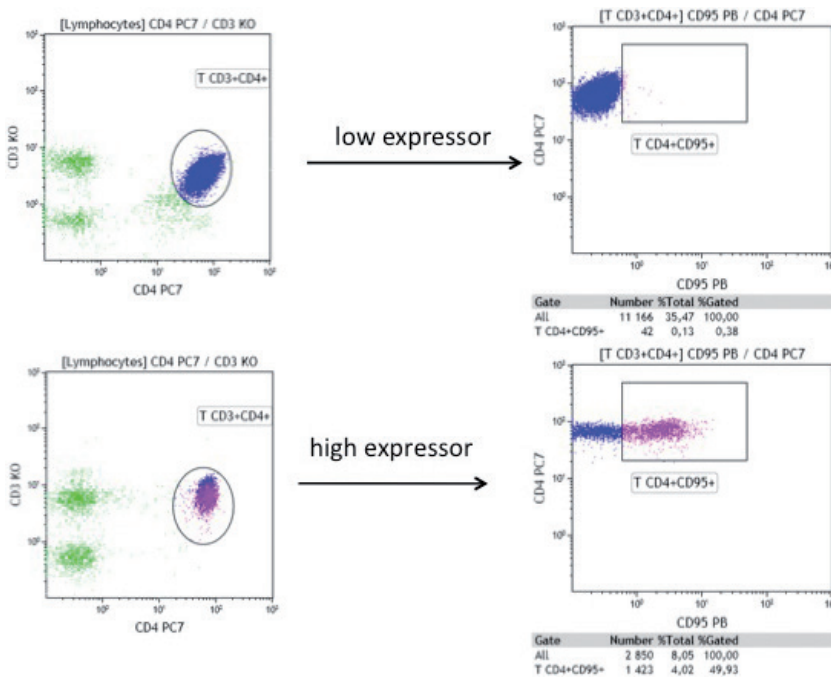 [Lymphocytes] CD4 PC7 / CD3 KO
T CD3+CD4+
CD3 KO
CD4 PC7
low expressor
[T CD3+CD4+] CD95 PB / CD4 PC7
T CD4+CD95+
CD4 PC7
CD95 PB
Gate Number %Total %Gated
All 11 166 35,47 100,00
T CD4+CD95+ 42 0,13 0,38
[Lymphocytes] CD4 PC7 / CD3 KO
T CD3+CD4+
CD3 KO
CD4 PC7
high expressor
[T CD3+CD4+] CD95 PB / CD4 PC7
T CD4+CD95+
CD4 PC7
CD95 PB
Gate Number %Total %Gated
All 2 850 8,05 100,00
T CD4+CD95+ 1 423 4,02 49,93